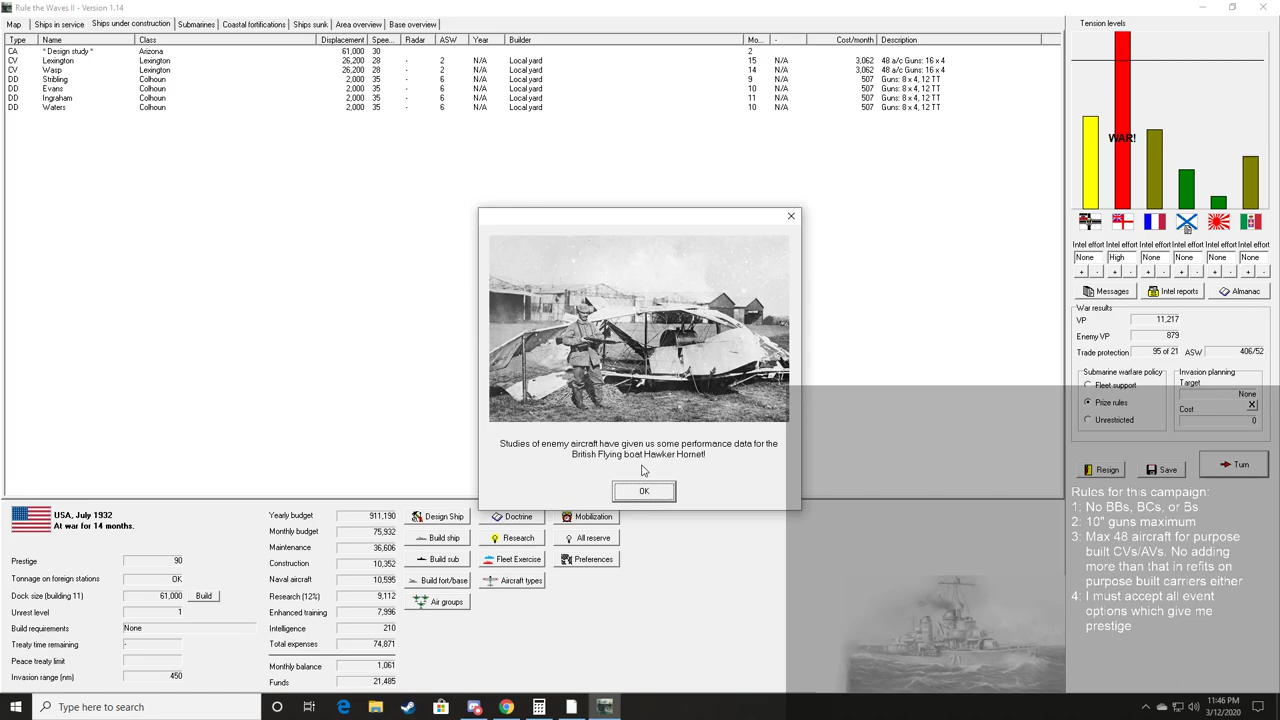 Rule the Waves II - Version 1.14
Map Ships in service Ships under construction Submarines Coastal fortifications Ships sunk Area overview Base overview
Type Name Class Displacement Spee... Radar ASW Year Builder Mo... - Cost/month Description
CA * Design study * Arizona 61,000 30 2
CV Lexington Lexington 26,200 28 - 2 N/A Local yard 15 N/A 3,062 48 a/c Guns: 16 x 4
CV Wasp Lexington 26,200 28 - 2 N/A Local yard 14 N/A 3,062 48 a/c Guns: 16 x 4
DD Stribling Colhoun 2,000 35 - 6 N/A Local yard 9 N/A 507 Guns: 8 x 4, 12 TT
DD Evans Colhoun 2,000 35 - 6 N/A Local yard 10 N/A 507 Guns: 8 x 4, 12 TT
DD Ingraham Colhoun 2,000 35 - 6 N/A Local yard 11 N/A 507 Guns: 8 x 4, 12 TT
DD Waters Colhoun 2,000 35 - 6 N/A Local yard 10 N/A 507 Guns: 8 x 4, 12 TT
Studies of enemy aircraft have given us some performance data for the
British Flying boat Hawker Hornet!
OK
Tension levels
WAR!
Intel effort Intel effort Intel effort Intel effort Intel effort Intel effort
None High None None None None
+ - + - + - + - + - + -
Messages Intel reports Almanac
War results
VP 11,217
Enemy VP 879
Trade protection 95 of 21 ASW 406/52
Submarine warfare policy
Fleet support
Prize rules
Unrestricted
Invasion planning
Target
None
Cost X
0
Resign Save Turn
Rules for this campaign:
1: No BBs, BCs, or Bs
2: 10" guns maximum
3: Max 48 aircraft for purpose
built CVs/AVs. No adding
more than that in refits on
purpose built carriers either
4: I must accept all event
options which give me
prestige
USA, July 1932
At war for 14 months.
Prestige 90
Tonnage on foreign stations OK
Dock size (building 11) 61,000 Build
Unrest level 1
Build requirements None
Treaty time remaining -
Peace treaty limit
Invasion range (nm) 450
Yearly budget 911,190
Monthly budget 75,932
Maintenance 36,606
Construction 10,352
Naval aircraft 10,595
Research (12%) 9,112
Enhanced training 7,996
Intelligence 210
Total expenses 74,871
Monthly balance 1,061
Funds 21,485
Design Ship Doctrine Mobilization
Build ship Research All reserve
Build sub Fleet Exercise Preferences
Build fort/base Aircraft types
Air groups
Type here to search
11:46 PM
3/12/2020